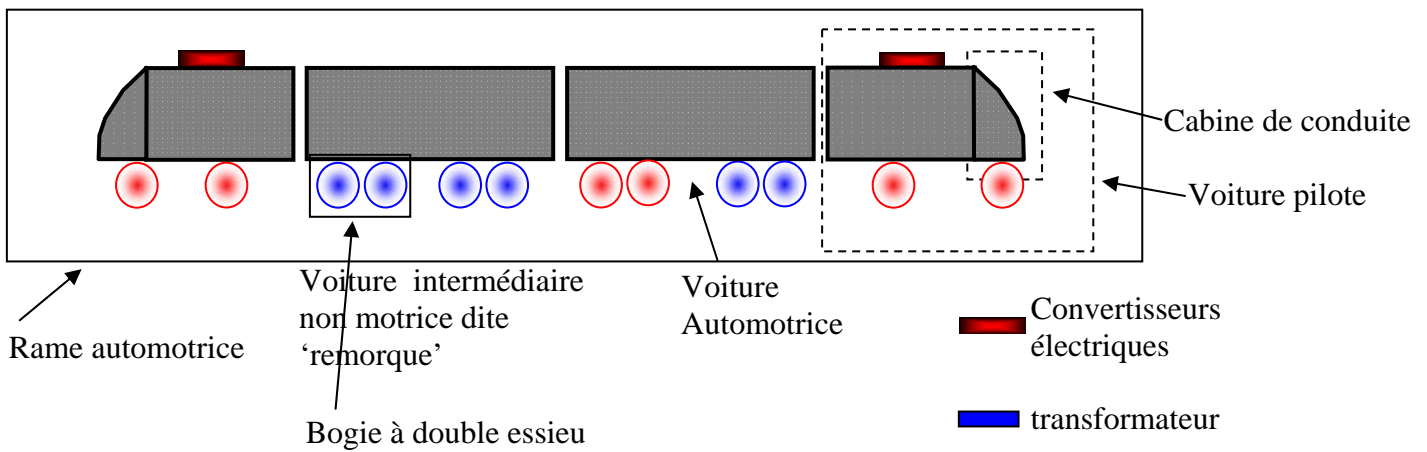 Cabine de conduite
Voiture pilote
Voiture intermédiaire
non motrice dite
‘remorque’
Voiture
Automotrice
Rame automotrice
Bogie à double essieu
Convertisseurs
électriques
transformateur